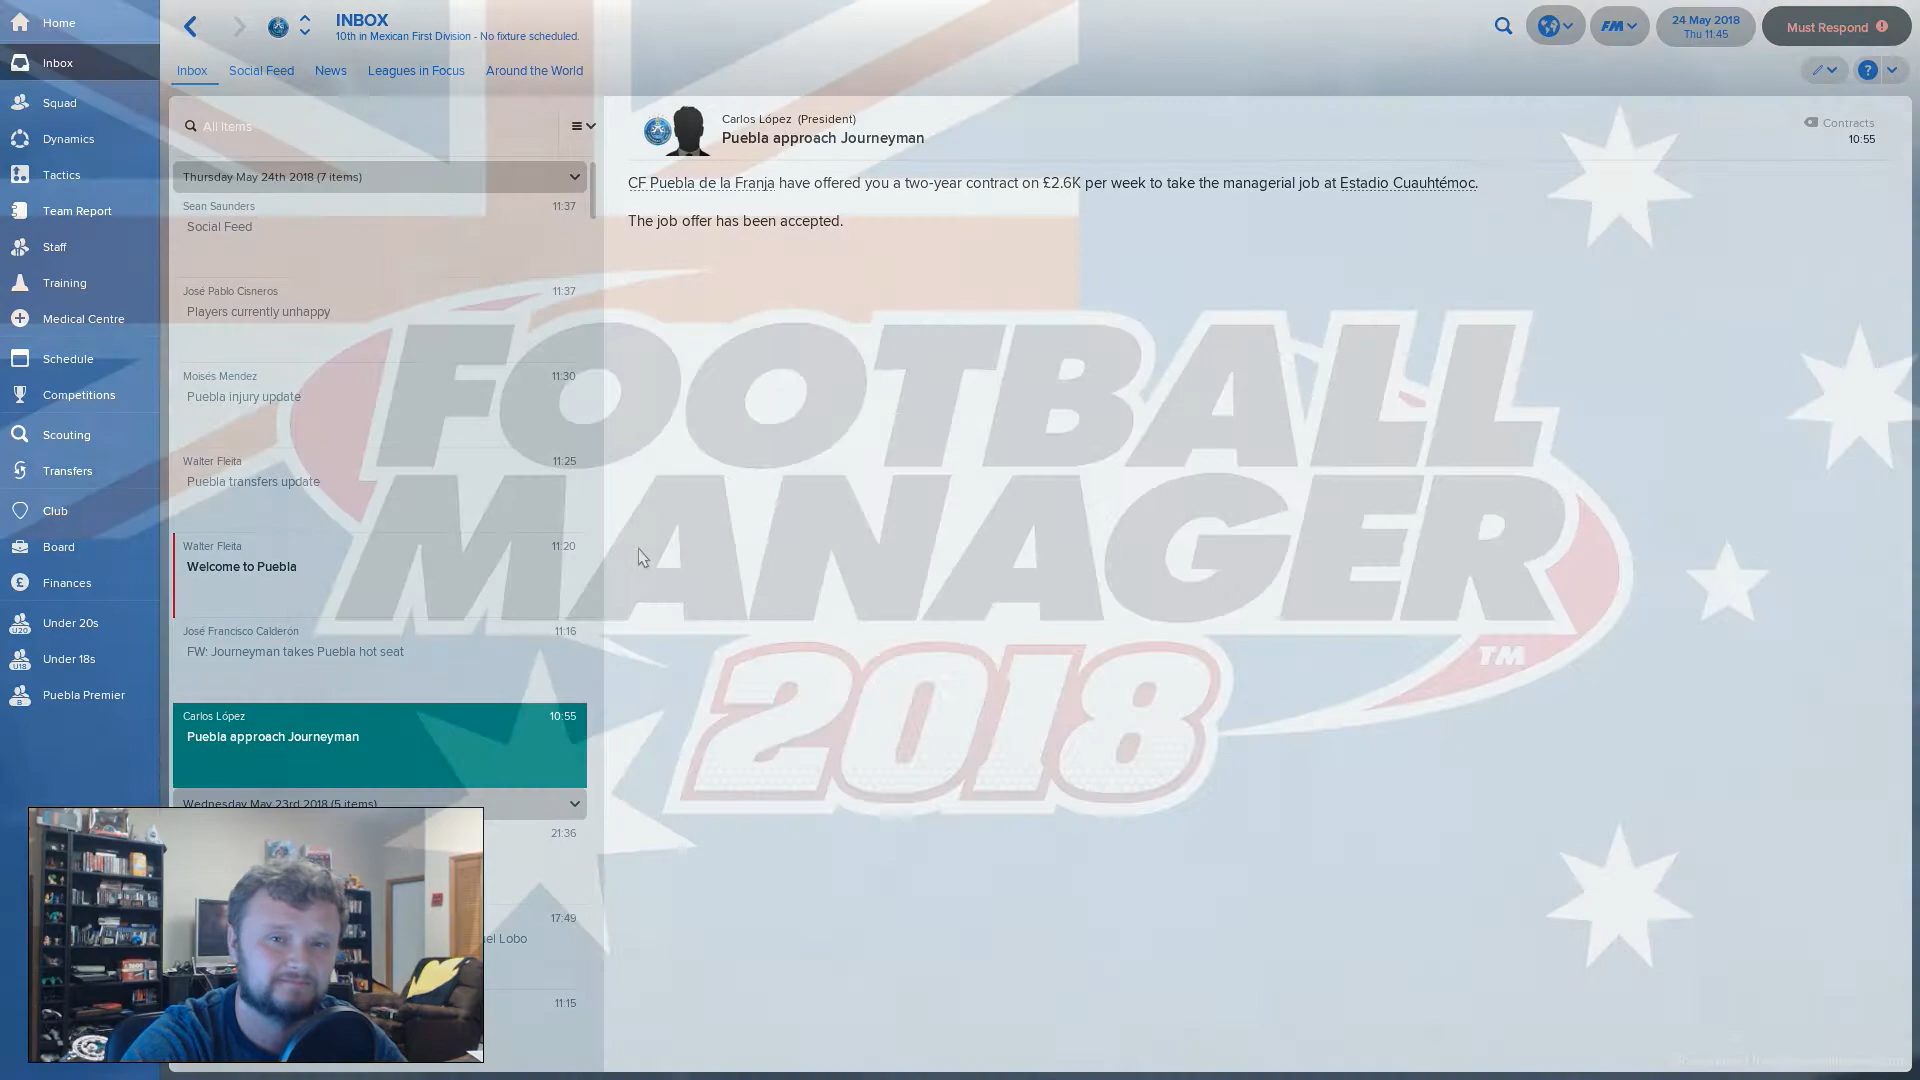 Home
Inbox
Squad
Dynamics
Tactics
Team Report
Staff
Training
Medical Centre
Schedule
Competitions
Scouting
Transfers
Club
Board
Finances
Under 20s
U20
Under 18s
U18
Puebla Premier
B
INBOX
10th in Mexican First Division - No fixture scheduled.
FM
24 May 2018
Thu 11:45
Must Respond
Inbox
Social Feed
News
Leagues in Focus
Around the World
?
All Items
Thursday May 24th 2018 (7 items)
Sean Saunders 11:37
Social Feed
José Pablo Cisneros 11:37
Players currently unhappy
Moisés Mendez 11:30
Puebla injury update
Walter Fleita 11:25
Puebla transfers update
Walter Fleita 11:20
Welcome to Puebla
José Francisco Calderón 11:16
FW: Journeyman takes Puebla hot seat
Carlos López 10:55
Puebla approach Journeyman
Wednesday May 23rd 2018 (5 items)
21:36
17:49
Lobo
11:15
Carlos López (President)
Puebla approach Journeyman
Contracts
10:55
CF Puebla de la Franja have offered you a two-year contract on £2.6K per week to take the managerial job at Estadio Cuauhtémoc.
The job offer has been accepted.
FOOTBALL
MANAGER
TM
2018